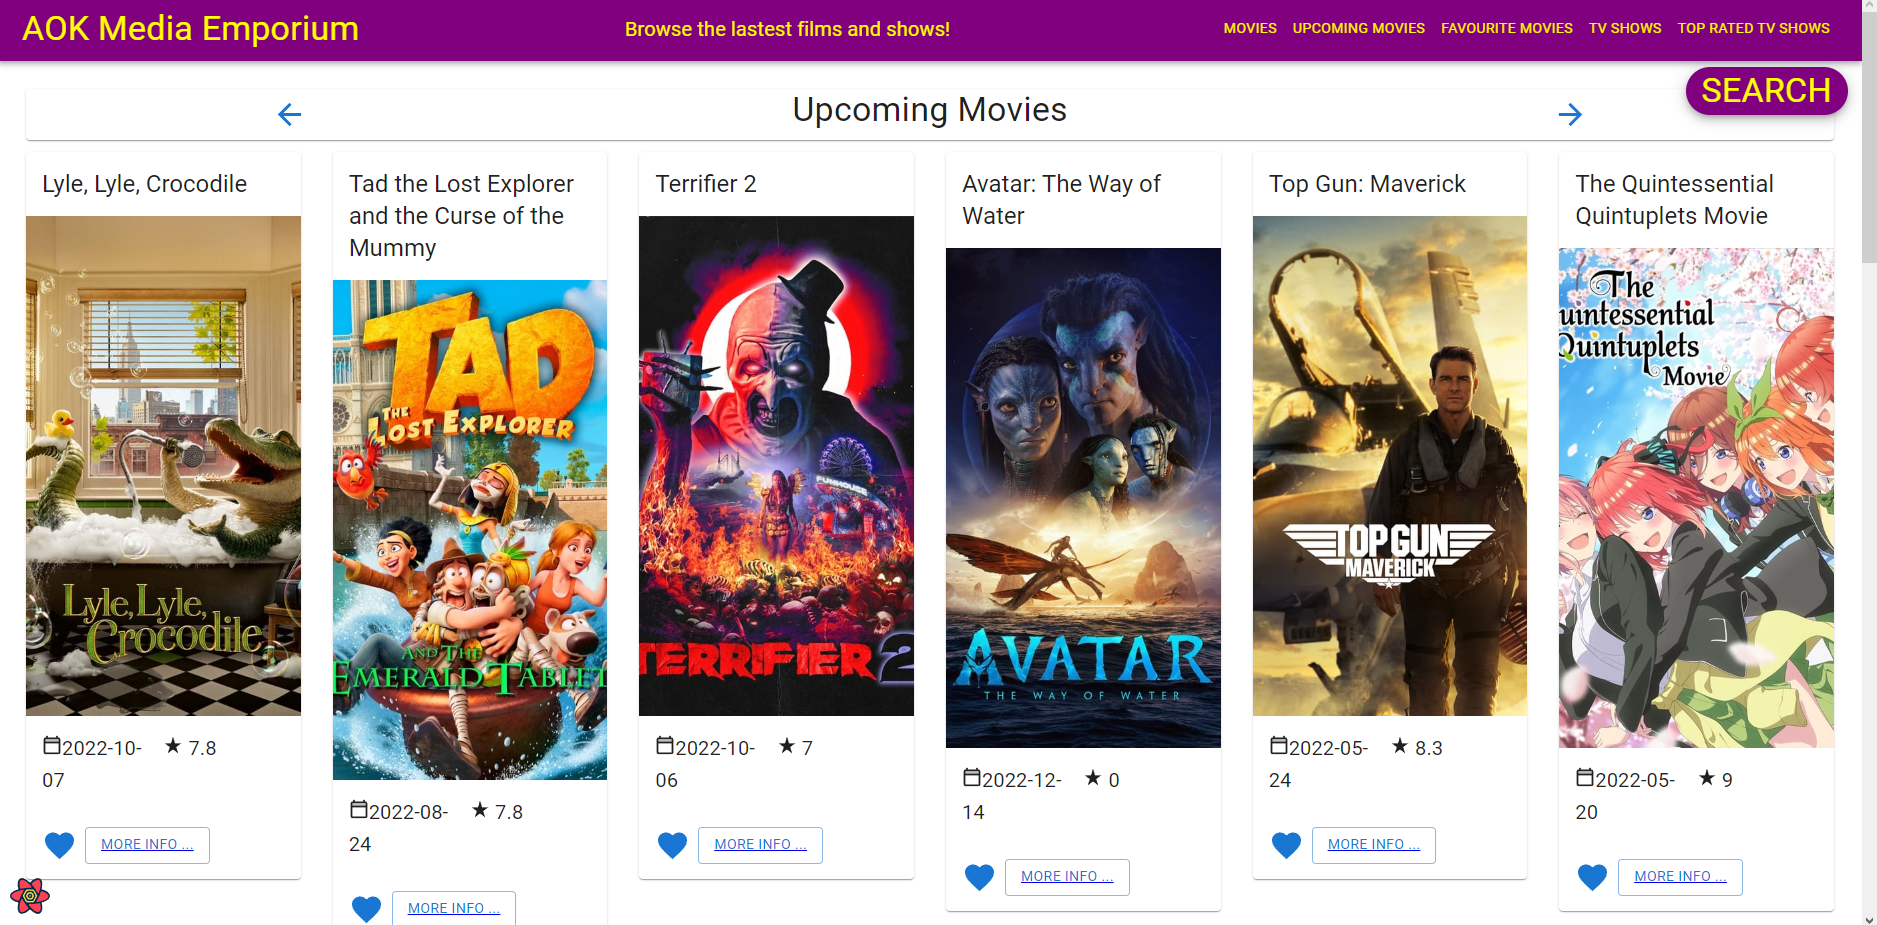 AOK Media Emporium
Browse the lastest films and shows!
MOVIES
UPCOMING MOVIES
FAVOURITE MOVIES
TV SHOWS
TOP RATED TV SHOWS
SEARCH
Upcoming Movies
Lyle, Lyle, Crocodile
Lyle, Lyle,
Crocodile
2022-10-
07
7.8
MORE INFO ...
Tad the Lost Explorer
and the Curse of the
Mummy
TAD
THE
LOST EXPLORER
AND THE
EMERALD TABLET
2022-08-
24
7.8
MORE INFO ...
Terrifier 2
FUNHOUSE
TERRIFIER 2
2022-10-
06
7
MORE INFO ...
Avatar: The Way of
Water
AVATAR
THE WAY OF WATER
2022-12-
14
0
MORE INFO ...
Top Gun: Maverick
TOP GUN
MAVERICK
2022-05-
24
8.3
MORE INFO ...
The Quintessential
Quintuplets Movie
The
uintessential
Quintuplets
Movie
2022-05-
20
9
MORE INFO ...